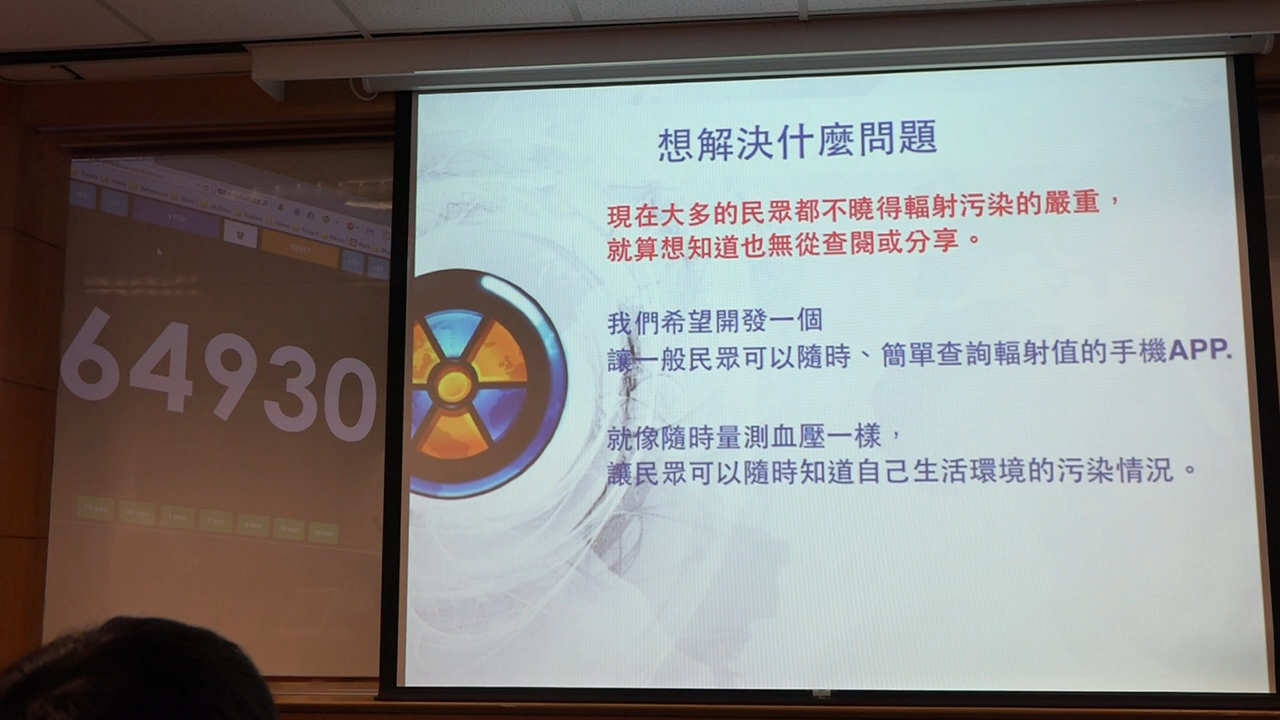 STOP
RESET
64930
想解決什麼問題
現在大多的民眾都不曉得輻射污染的嚴重，
就算想知道也無從查閱或分享。
我們希望開發一個
讓一般民眾可以隨時、簡單查詢輻射值的手機APP.
就像隨時量測血壓一樣，
讓民眾可以隨時知道自己生活環境的污染情況。